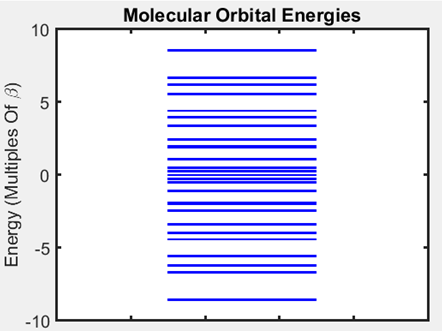 Molecular Orbital Energies
Energy (Multiples Of β)
10
5
0
-5
-10